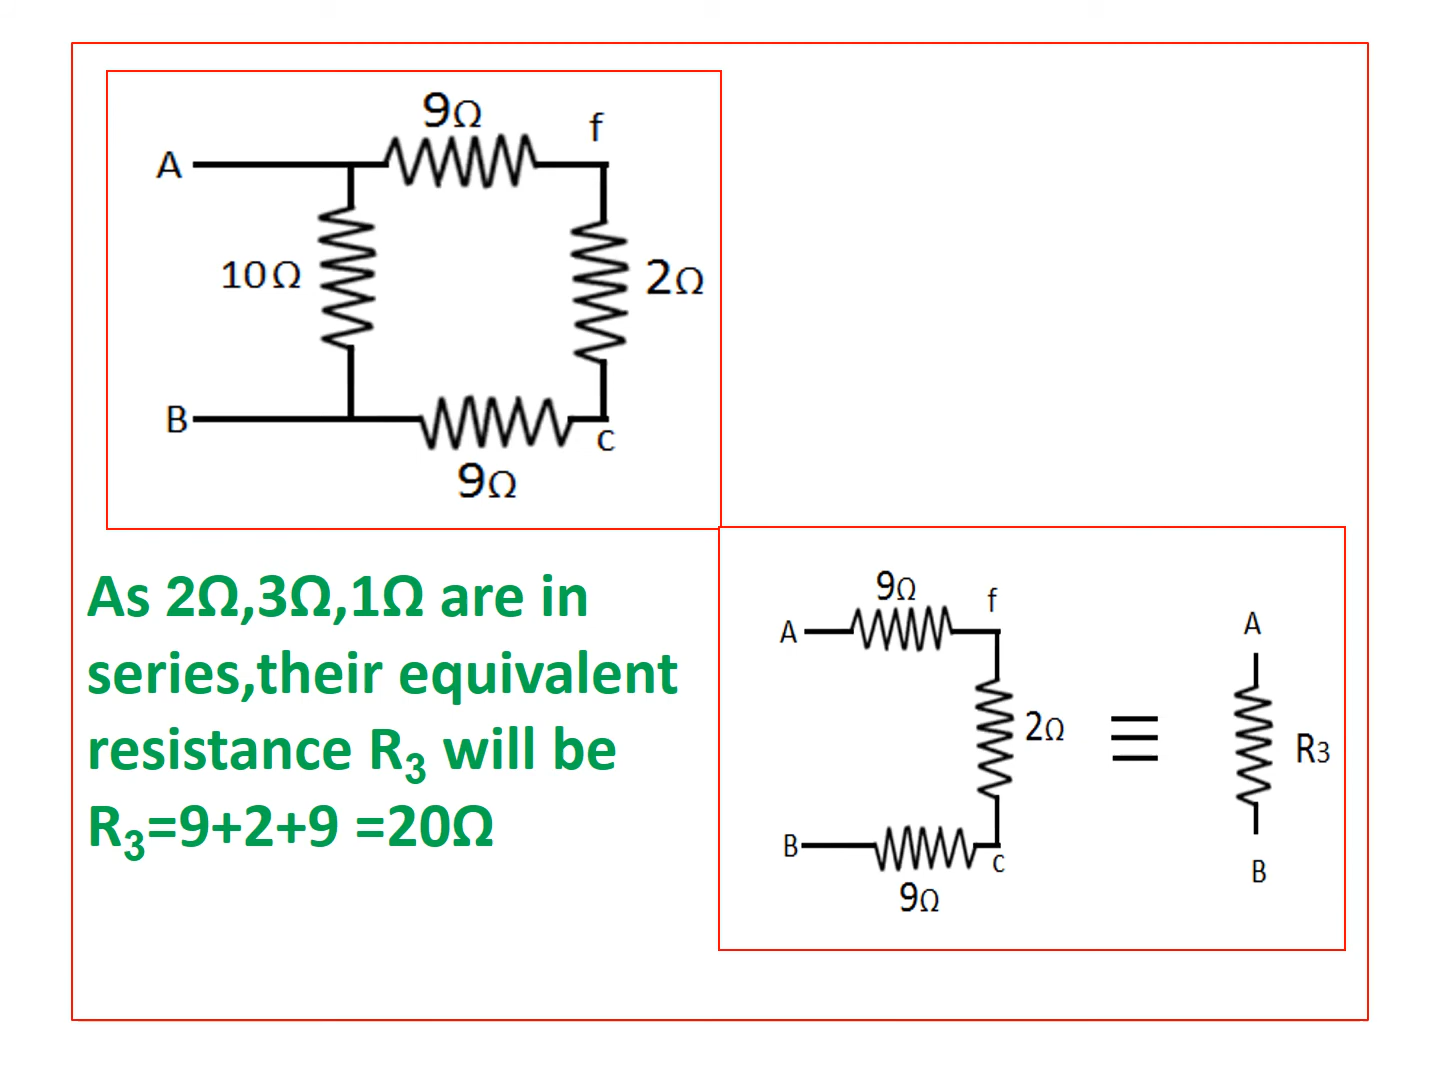 9Ω
f
A
10Ω
2Ω
B
c
9Ω
As 2Ω,3Ω,1Ω are in
series,their equivalent
resistance R₃ will be
R₃=9+2+9 =20Ω
9Ω
f
A
A
2Ω
≡
R3
B
c
B
9Ω